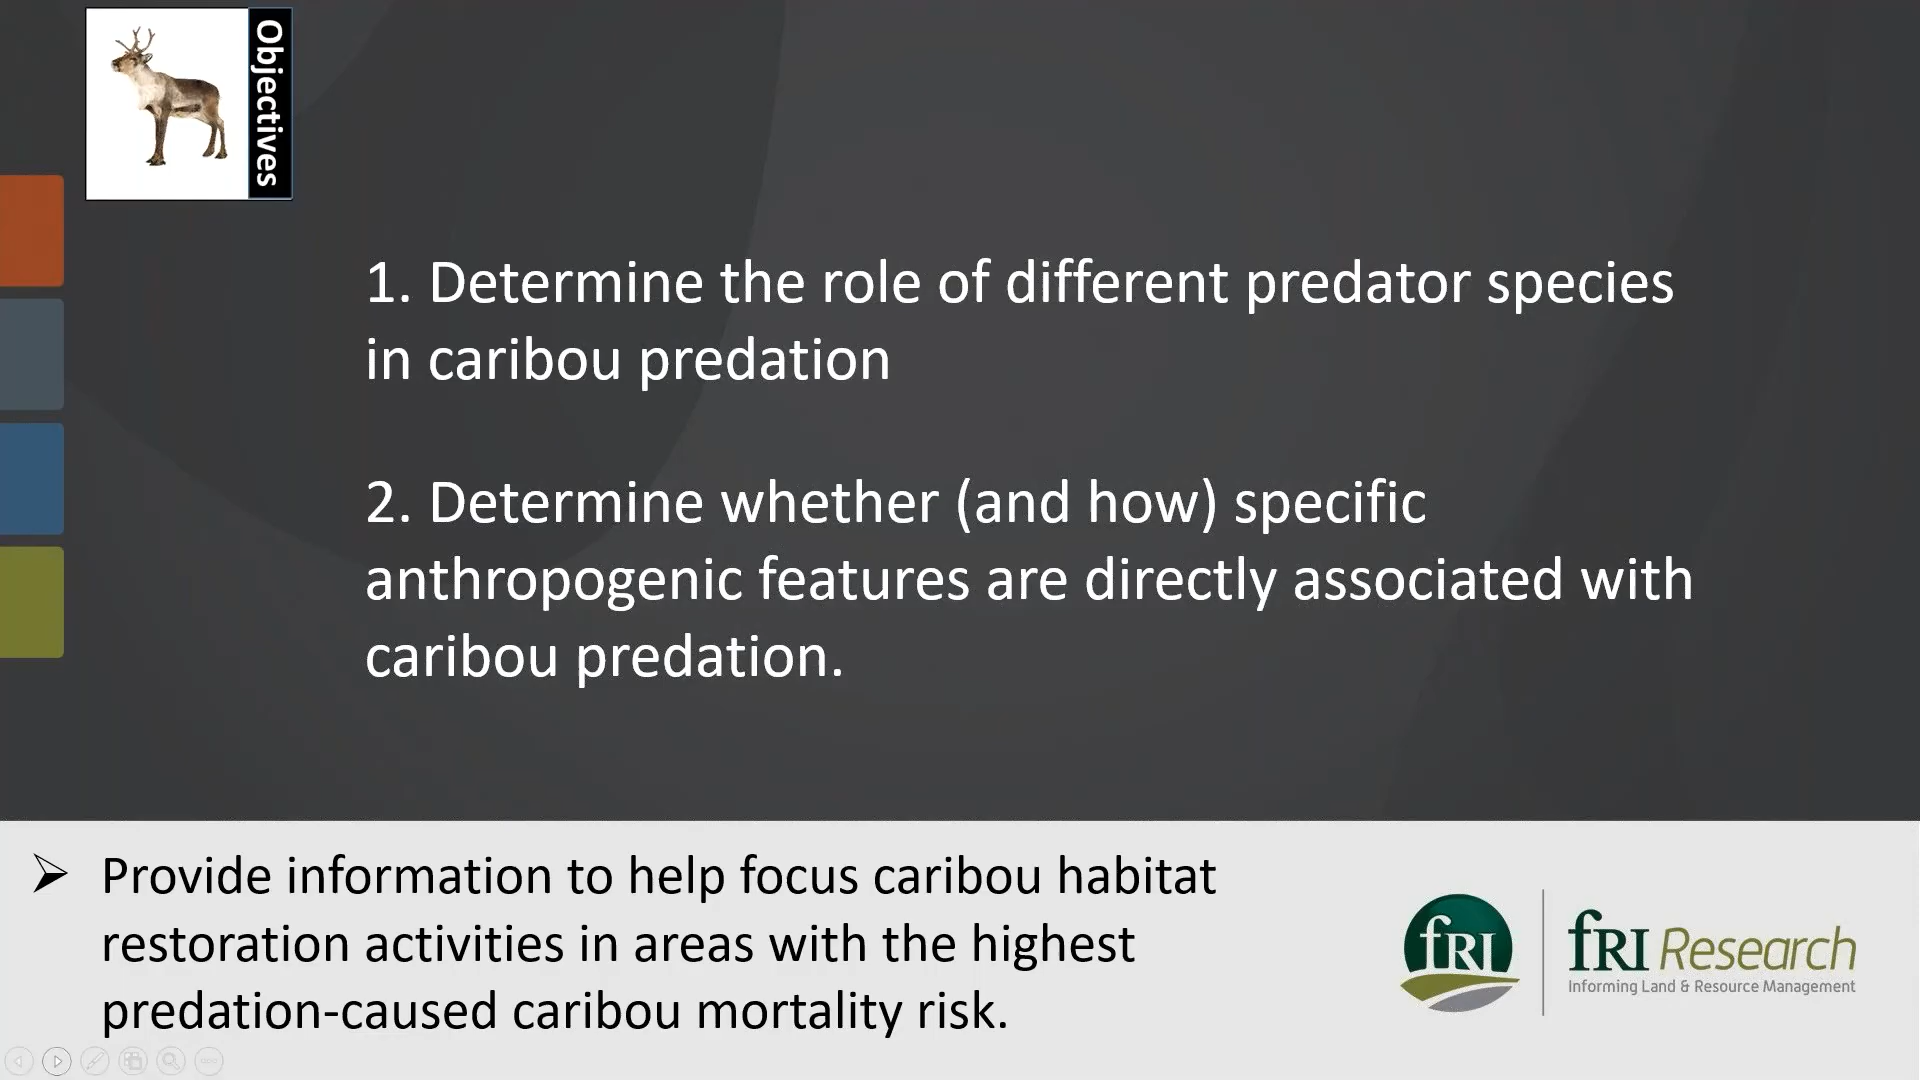 Objectives
1. Determine the role of different predator species
in caribou predation
2. Determine whether (and how) specific
anthropogenic features are directly associated with
caribou predation.
➢ Provide information to help focus caribou habitat
restoration activities in areas with the highest
predation-caused caribou mortality risk.
fRI
fRI Research
Informing Land & Resource Management